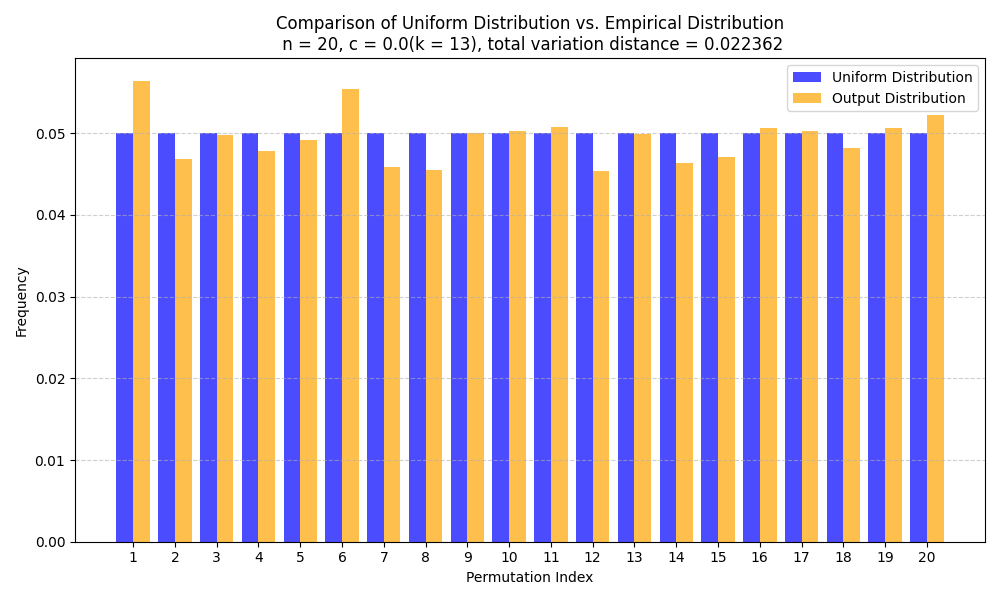 Comparison of Uniform Distribution vs. Empirical Distribution
n = 20, c = 0.0(k = 13), total variation distance = 0.022362
Uniform Distribution
Output Distribution
Frequency
0.05
0.04
0.03
0.02
0.01
0.00
1 2 3 4 5 6 7 8 9 10 11 12 13 14 15 16 17 18 19 20
Permutation Index